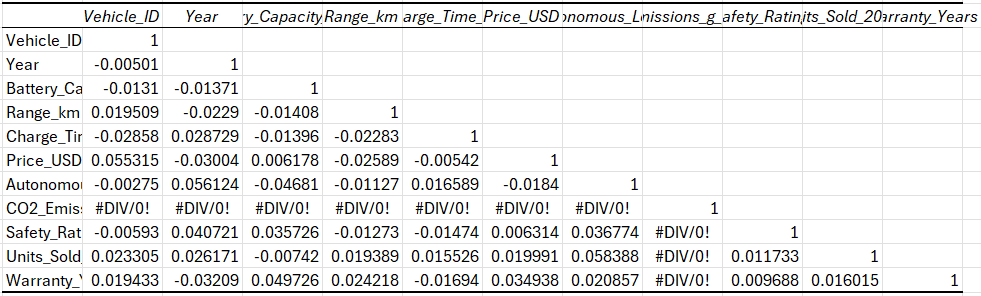 Vehicle_ID Year ry_Capacity Range_km arge_Time_ Price_USD onomous_L nissions_g_ afety_Ratin its_Sold_20 arranty_Years
Vehicle_ID 1
Year -0.00501 1
Battery_Ca -0.0131 -0.01371 1
Range_km 0.019509 -0.0229 -0.01408 1
Charge_Tir -0.02858 0.028729 -0.01396 -0.02283 1
Price_USD 0.055315 -0.03004 0.006178 -0.02589 -0.00542 1
Autonomo -0.00275 0.056124 -0.04681 -0.01127 0.016589 -0.0184 1
CO2_Emis #DIV/0! #DIV/0! #DIV/0! #DIV/0! #DIV/0! #DIV/0! #DIV/0! 1
Safety_Rat -0.00593 0.040721 0.035726 -0.01273 -0.01474 0.006314 0.036774 #DIV/0! 1
Units_Sold_ 0.023305 0.026171 -0.00742 0.019389 0.015526 0.019991 0.058388 #DIV/0! 0.011733 1
Warranty_Y 0.019433 -0.03209 0.049726 0.024218 -0.01694 0.034938 0.020857 #DIV/0! 0.009688 0.016015 1